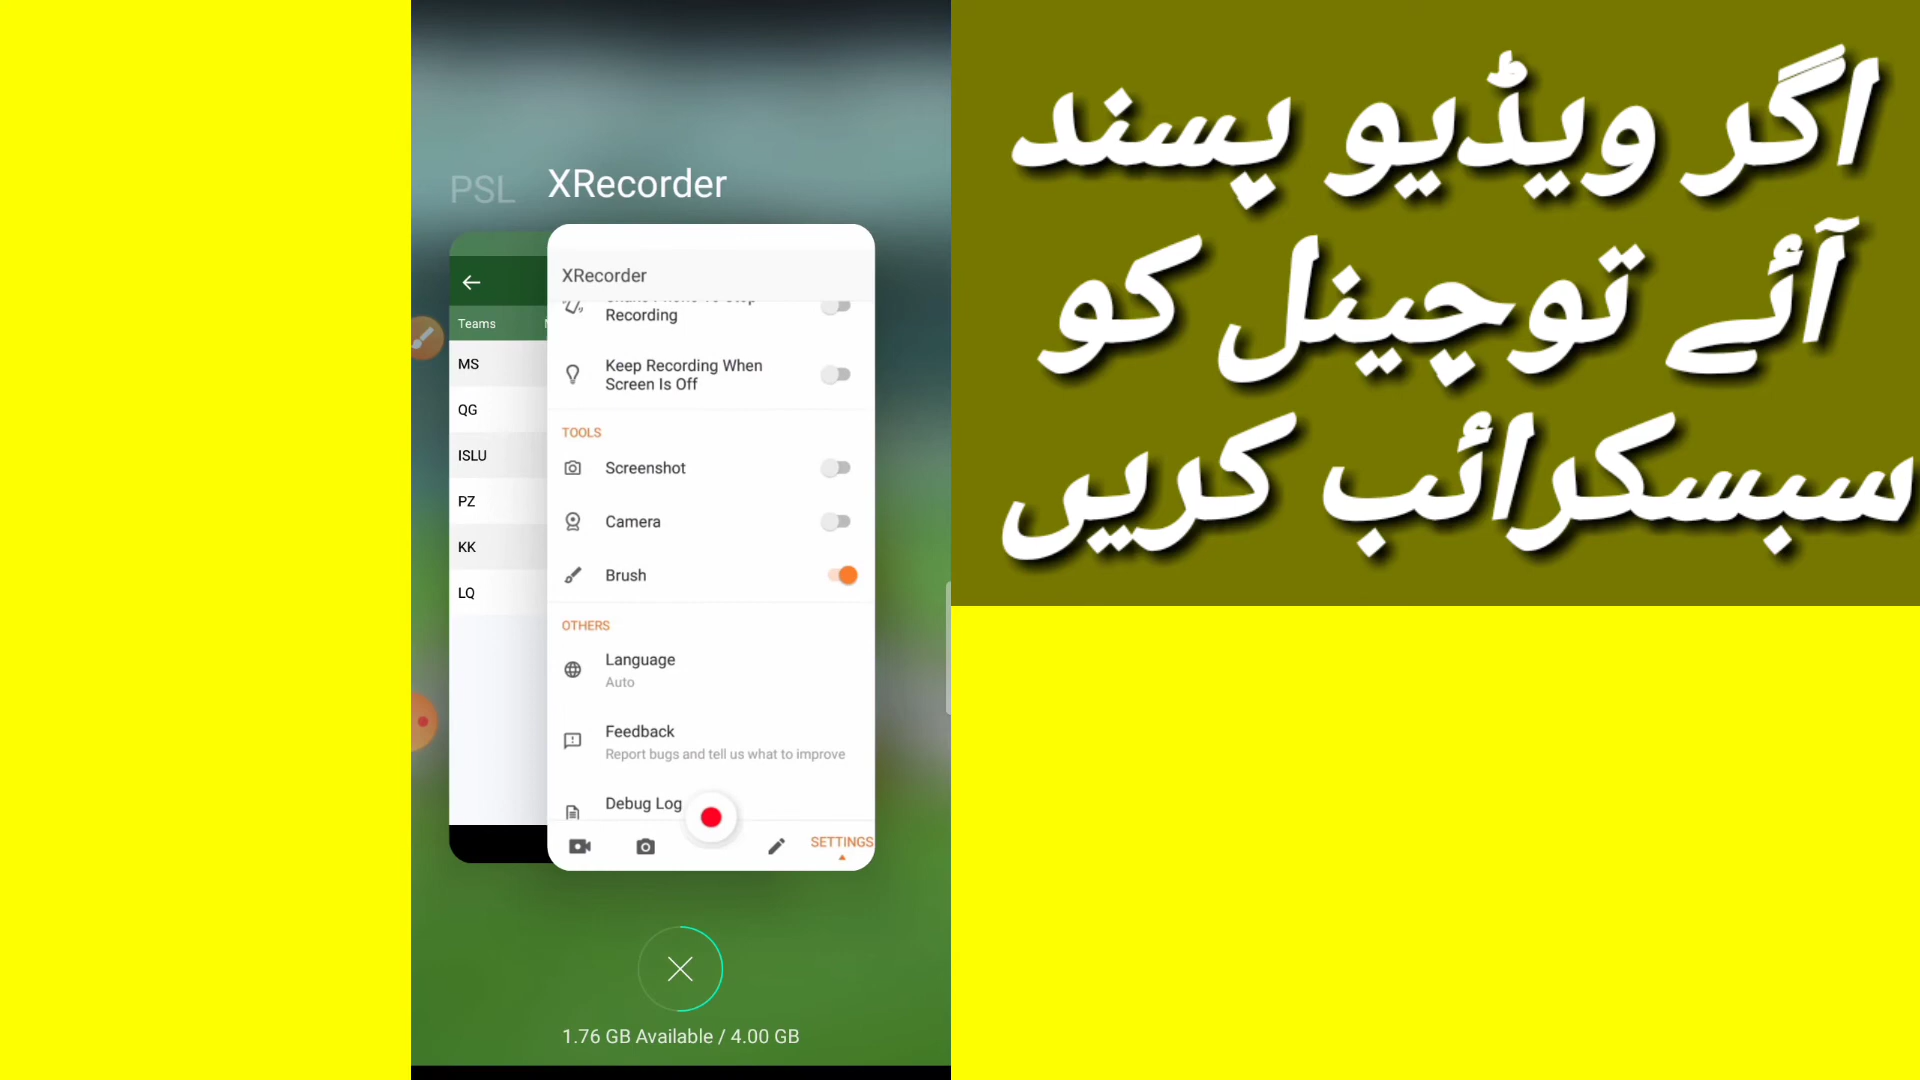 PSL
XRecorder
Teams
MS
QG
ISLU
PZ
KK
LQ
XRecorder
Recording
Keep Recording When
Screen Is Off
TOOLS
Screenshot
Camera
Brush
OTHERS
Language
Auto
Feedback
Report bugs and tell us what to improve
Debug Log
SETTINGS
1.76 GB Available / 4.00 GB
اگر ویڈیو پسند
آئے توچینل کو
سبسکرائب کریں